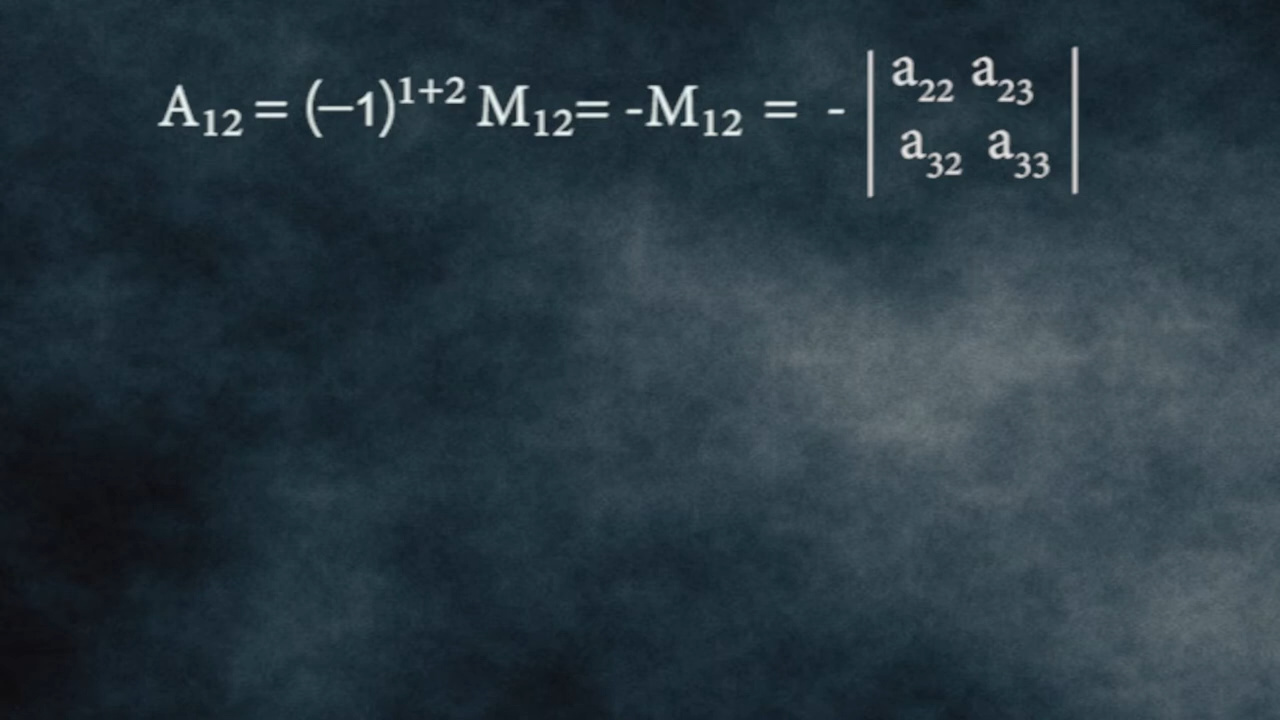 A₁₂ = (−1)¹⁺² M₁₂= -M₁₂ = - | a₂₂ a₂₃ |
| a₃₂ a₃₃ |